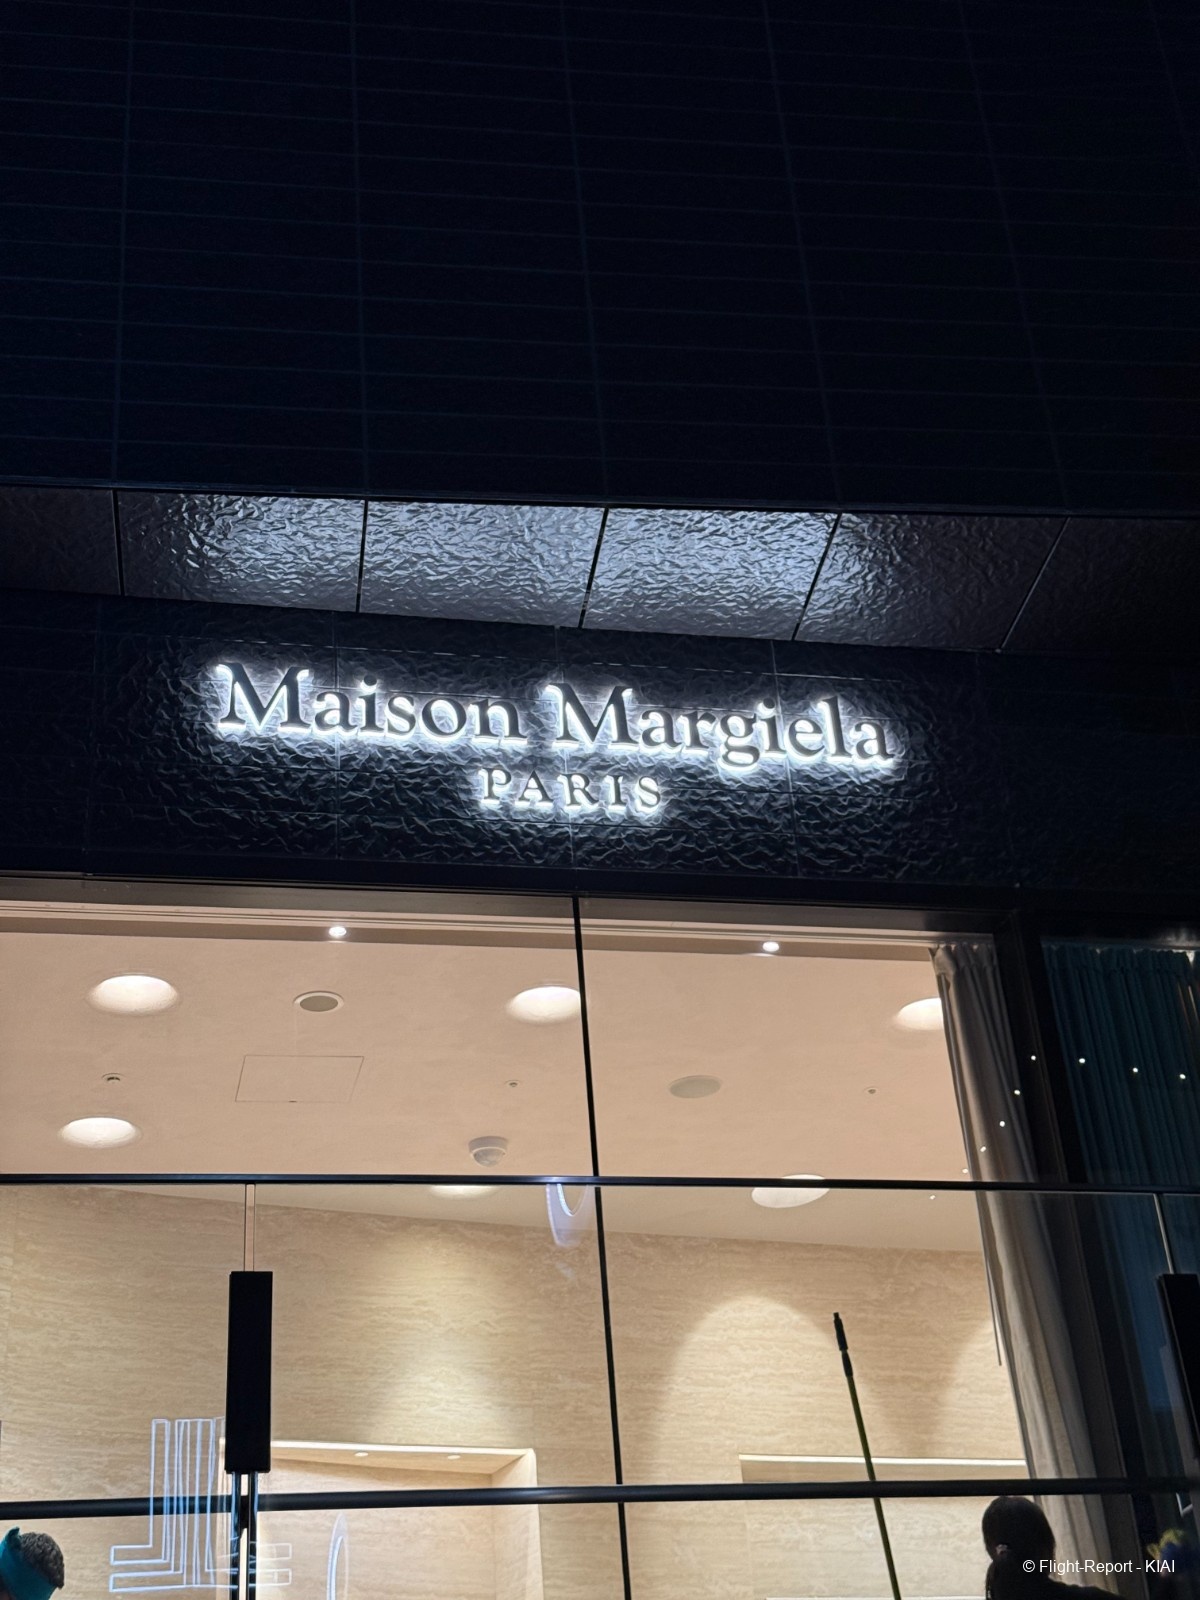 Maison Margiela
PARIS
© Flight-Report - KIAI